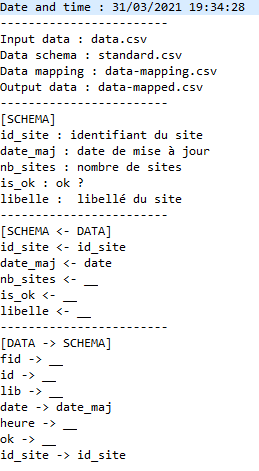 Date and time : 31/03/2021 19:34:28
------------------------
Input data : data.csv
Data schema : standard.csv
Data mapping : data-mapping.csv
Output data : data-mapped.csv
------------------------
[SCHEMA]
id_site : identifiant du site
date_maj : date de mise à jour
nb_sites : nombre de sites
is_ok : ok ?
libelle :  libellé du site
------------------------
[SCHEMA <- DATA]
id_site <- id_site
date_maj <- date
nb_sites <- __
is_ok <- __
libelle <- __
------------------------
[DATA -> SCHEMA]
fid -> __
id -> __
lib -> __
date -> date_maj
heure -> __
ok -> __
id_site -> id_site